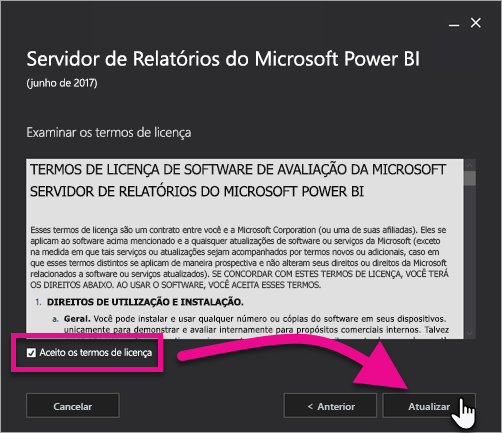 Servidor de Relatórios do Microsoft Power BI
(junho de 2017)
Examinar os termos de licença
TERMOS DE LICENÇA DE SOFTWARE DE AVALIAÇÃO DA MICROSOFT
SERVIDOR DE RELATÓRIOS DO MICROSOFT POWER BI
Esses termos de licença são um contrato entre você e a Microsoft Corporation (ou uma de suas afiliadas). Eles se
aplicam ao software acima mencionado e a quaisquer atualizações de software ou serviços da Microsoft (exceto
na medida em que tais serviços ou atualizações sejam acompanhados por termos novos ou adicionais, caso em
que esses termos distintos se aplicam de maneira prospectiva e não alteram seus direitos ou direitos da Microsoft
relacionados a software ou serviços atualizados). SE CONCORDAR COM ESTES TERMOS DE LICENÇA, VOCÊ TERÁ
OS DIREITOS ABAIXO. AO USAR O SOFTWARE, VOCÊ ACEITA ESSES TERMOS.
1. DIREITOS DE UTILIZAÇÃO E INSTALAÇÃO.
a. Geral. Você pode instalar e usar qualquer número ou cópias do software em seus dispositivos.
unicamente para demonstrar e avaliar internamente para propósitos comerciais internos. Talvez
Aceito os termos de licença
Cancelar
< Anterior
Atualizar